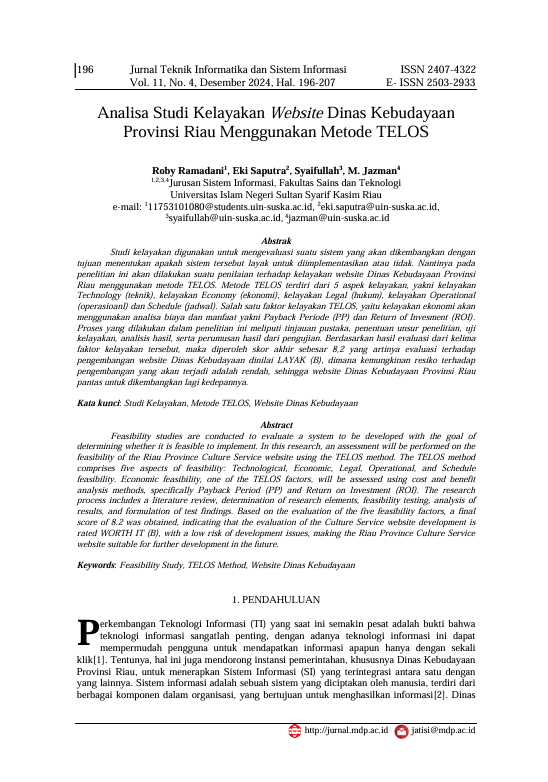 196 Jurnal Teknik Informatika dan Sistem Informasi ISSN 2407-4322
Vol. 11, No. 4, Desember 2024, Hal. 196-207 E- ISSN 2503-2933
Analisa Studi Kelayakan Website Dinas Kebudayaan
Provinsi Riau Menggunakan Metode TELOS
Roby Ramadani¹, Eki Saputra², Syaifullah³, M. Jazman⁴
¹,²,³,⁴Jurusan Sistem Informasi, Fakultas Sains dan Teknologi
Universitas Islam Negeri Sultan Syarif Kasim Riau
e-mail: ¹11753101080@students.uin-suska.ac.id, ²eki.saputra@uin-suska.ac.id,
³syaifullah@uin-suska.ac.id, ⁴jazman@uin-suska.ac.id
Abstrak
Studi kelayakan digunakan untuk mengevaluasi suatu sistem yang akan dikembangkan dengan
tujuan menentukan apakah sistem tersebut layak untuk diimplementasikan atau tidak. Nantinya pada
penelitian ini akan dilakukan suatu penilaian terhadap kelayakan website Dinas Kebudayaan Provinsi
Riau menggunakan metode TELOS. Metode TELOS terdiri dari 5 aspek kelayakan, yakni kelayakan
Technology (teknik), kelayakan Economy (ekonomi), kelayakan Legal (hukum), kelayakan Operational
(operasional) dan Schedule (jadwal). Salah satu faktor kelayakan TELOS, yaitu kelayakan ekonomi akan
menggunakan analisa biaya dan manfaat yakni Payback Periode (PP) dan Return of Invesment (ROI).
Proses yang dilakukan dalam penelitian ini meliputi tinjauan pustaka, penentuan unsur penelitian, uji
kelayakan, analisis hasil, serta perumusan hasil dari pengujian. Berdasarkan hasil evaluasi dari kelima
faktor kelayakan tersebut, maka diperoleh skor akhir sebesar 8,2 yang artinya evaluasi terhadap
pengembangan website Dinas Kebudayaan dinilai LAYAK (B), dimana kemungkinan resiko terhadap
pengembangan yang akan terjadi adalah rendah, sehingga website Dinas Kebudayaan Provinsi Riau
pantas untuk dikembangkan lagi kedepannya.
Kata kunci: Studi Kelayakan, Metode TELOS, Website Dinas Kebudayaan
Abstract
Feasibility studies are conducted to evaluate a system to be developed with the goal of
determining whether it is feasible to implement. In this research, an assessment will be performed on the
feasibility of the Riau Province Culture Service website using the TELOS method. The TELOS method
comprises five aspects of feasibility: Technological, Economic, Legal, Operational, and Schedule
feasibility. Economic feasibility, one of the TELOS factors, will be assessed using cost and benefit
analysis methods, specifically Payback Period (PP) and Return on Investment (ROI). The research
process includes a literature review, determination of research elements, feasibility testing, analysis of
results, and formulation of test findings. Based on the evaluation of the five feasibility factors, a final
score of 8.2 was obtained, indicating that the evaluation of the Culture Service website development is
rated WORTH IT (B), with a low risk of development issues, making the Riau Province Culture Service
website suitable for further development in the future.
Keywords: Feasibility Study, TELOS Method, Website Dinas Kebudayaan
1. PENDAHULUAN
Perkembangan Teknologi Informasi (TI) yang saat ini semakin pesat adalah bukti bahwa
teknologi informasi sangatlah penting, dengan adanya teknologi informasi ini dapat
mempermudah pengguna untuk mendapatkan informasi apapun hanya dengan sekali
klik[1]. Tentunya, hal ini juga mendorong instansi pemerintahan, khususnya Dinas Kebudayaan
Provinsi Riau, untuk menerapkan Sistem Informasi (SI) yang terintegrasi antara satu dengan
yang lainnya. Sistem informasi adalah sebuah sistem yang diciptakan oleh manusia, terdiri dari
berbagai komponen dalam organisasi, yang bertujuan untuk menghasilkan informasi[2]. Dinas
http://jurnal.mdp.ac.id jatisi@mdp.ac.id